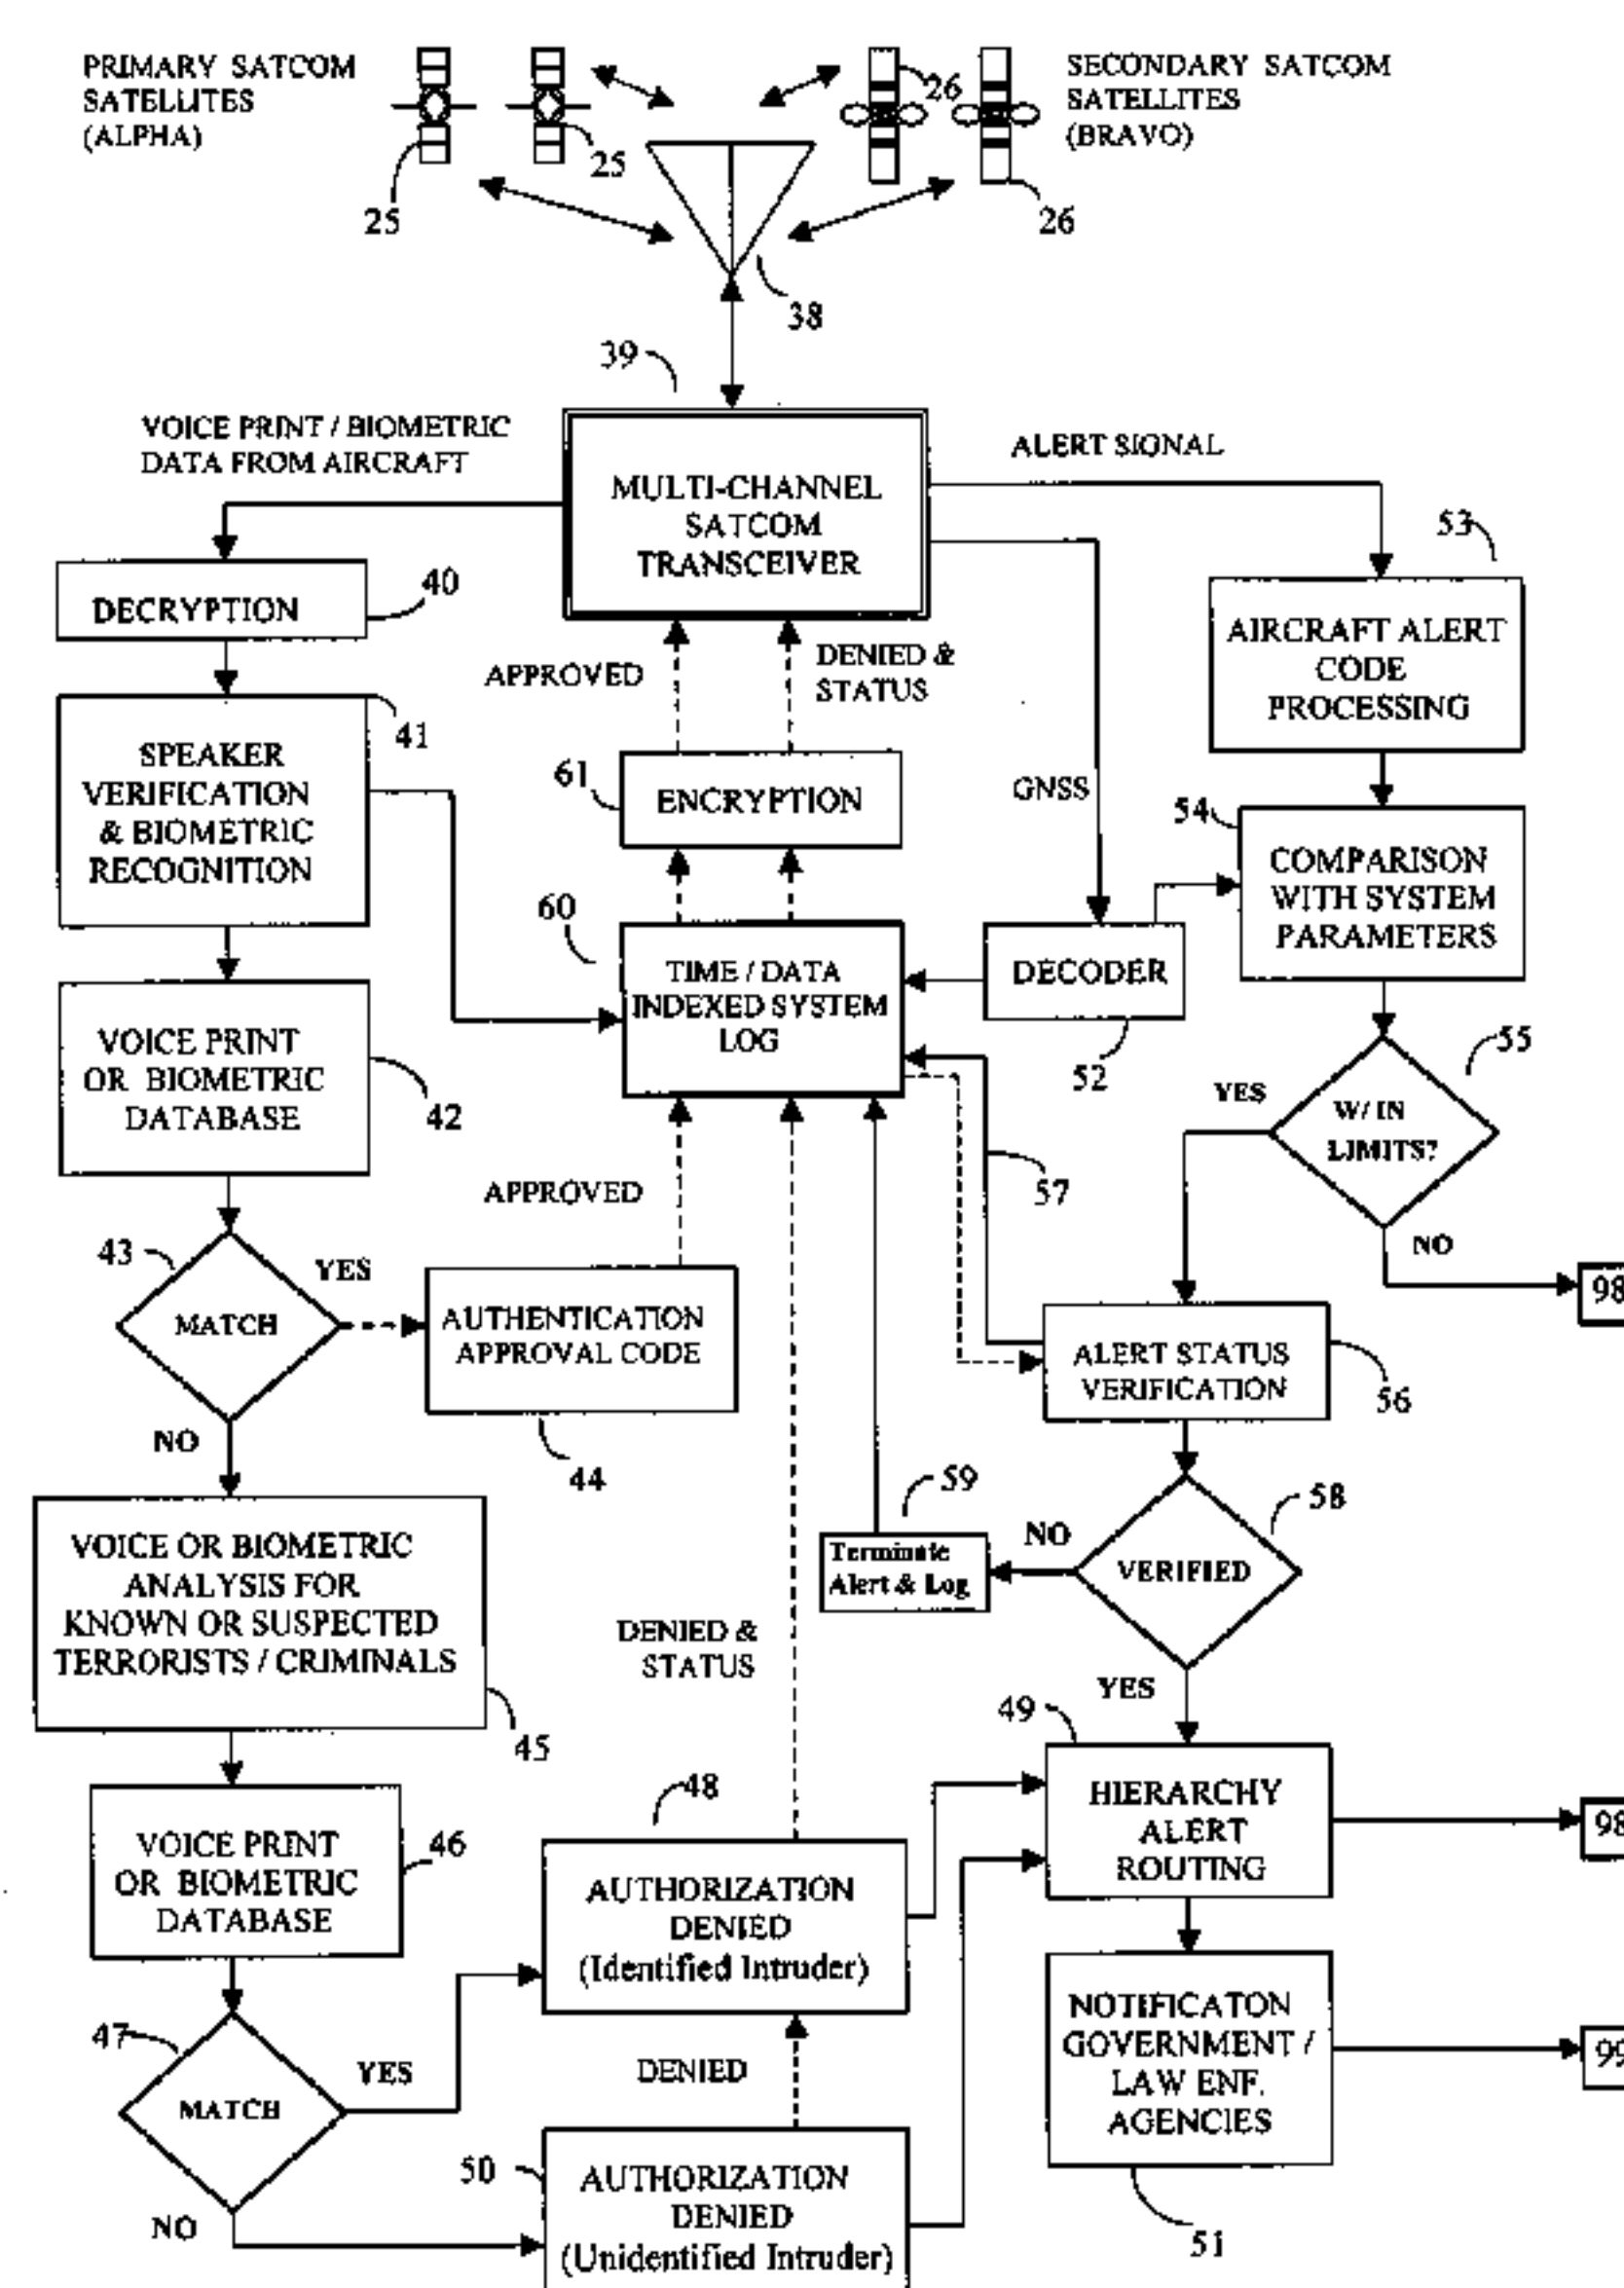 PRIMARY SATCOM
SATELLITES
(ALPHA)
25
25
26
26
SECONDARY SATCOM
SATELLITES
(BRAVO)
38
39
VOICE PRINT / BIOMETRIC
DATA FROM AIRCRAFT
MULTI-CHANNEL
SATCOM
TRANSCEIVER
ALERT SIGNAL
53
DECRYPTION
40
APPROVED
DENIED &
STATUS
AIRCRAFT ALERT
CODE
PROCESSING
41
SPEAKER
VERIFICATION
& BIOMETRIC
RECOGNITION
61
ENCRYPTION
GNSS
54
COMPARISON
WITH SYSTEM
PARAMETERS
60
TIME / DATA
INDEXED SYSTEM
LOG
DECODER
52
VOICE PRINT
OR BIOMETRIC
DATABASE
42
55
YES
W/ IN
LIMITS?
NO
98
57
APPROVED
43
MATCH
YES
NO
AUTHENTICATION
APPROVAL CODE
44
ALERT STATUS
VERIFICATION
56
59
Terminate
Alert & Log
NO
58
VERIFIED
YES
VOICE OR BIOMETRIC
ANALYSIS FOR
KNOWN OR SUSPECTED
TERRORISTS / CRIMINALS
45
DENIED &
STATUS
49
HIERARCHY
ALERT
ROUTING
98
48
VOICE PRINT
OR BIOMETRIC
DATABASE
46
AUTHORIZATION
DENIED
(Identified Intruder)
NOTIFICATON
GOVERNMENT /
LAW ENF.
AGENCIES
99
51
47
MATCH
YES
NO
DENIED
50
AUTHORIZATION
DENIED
(Unidentified Intruder)